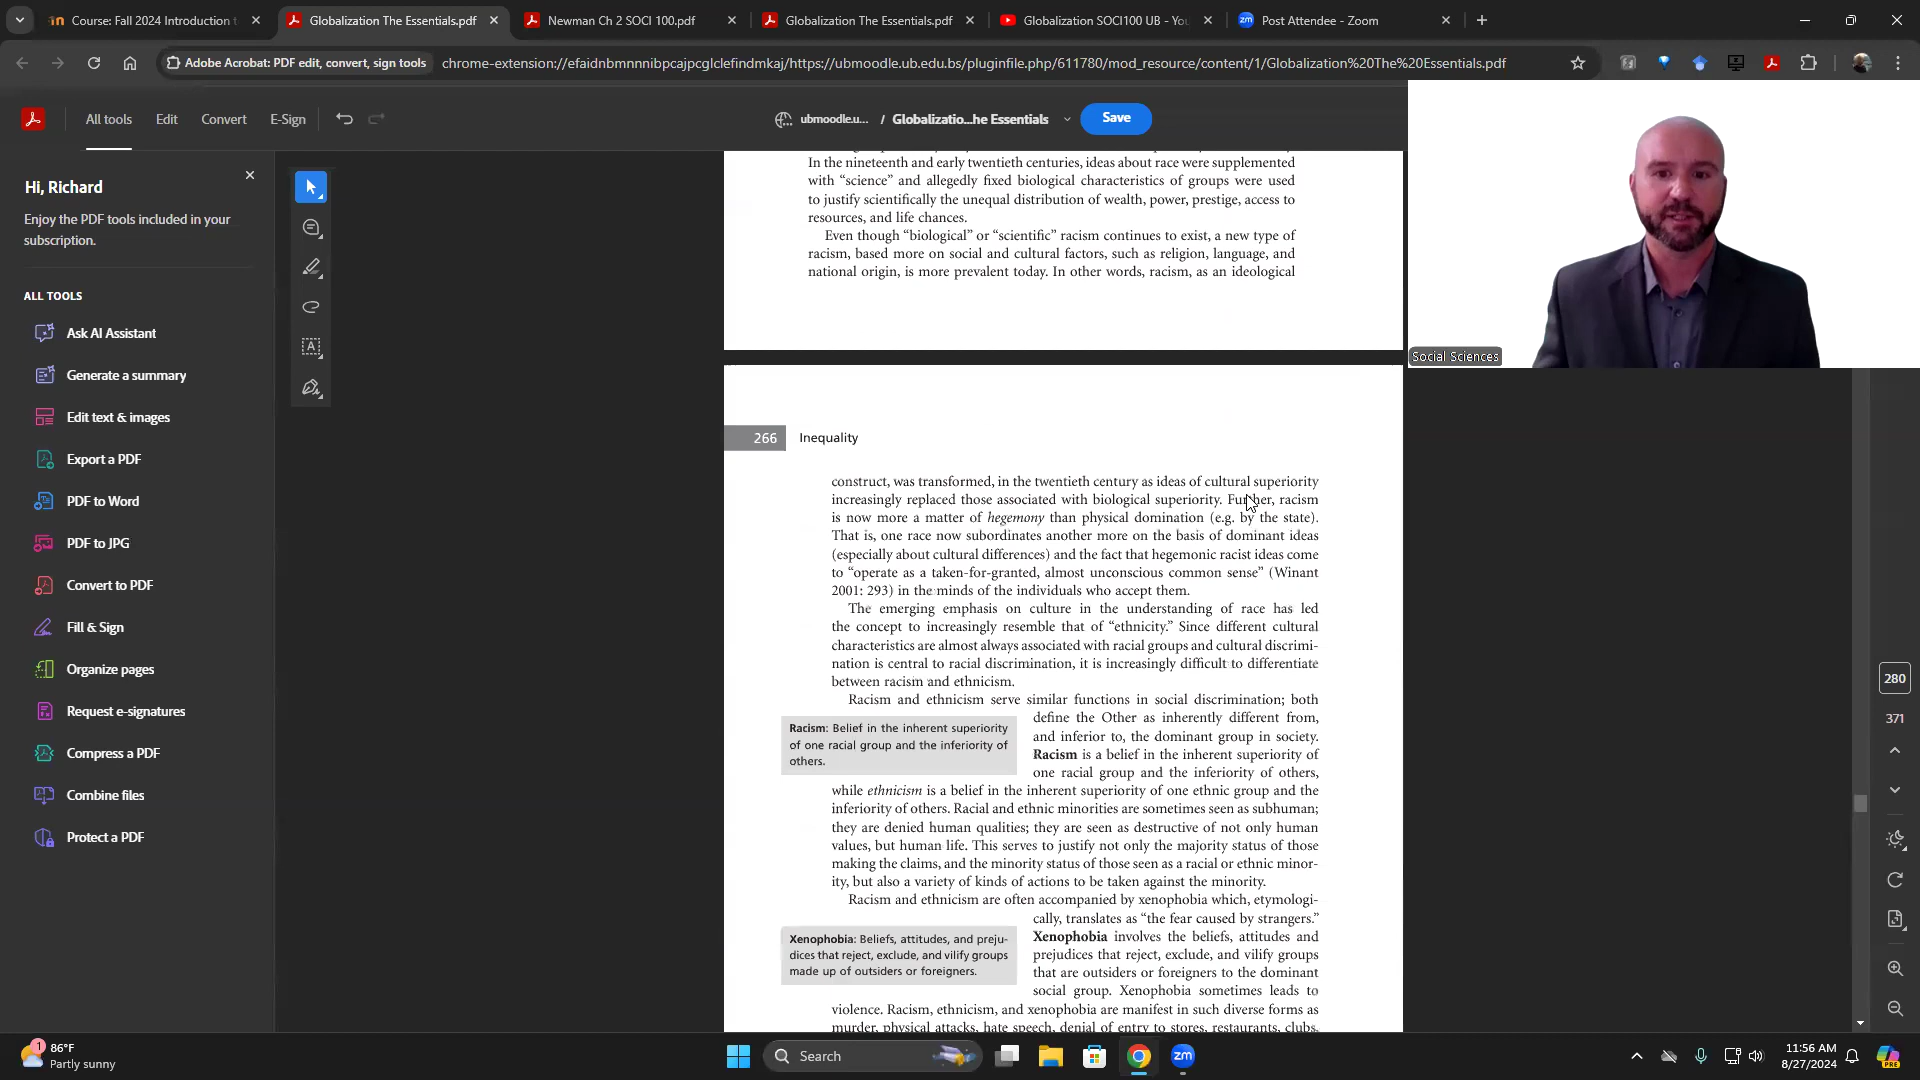 Course: Fall 2024 Introduction t
Globalization The Essentials.pdf
Newman Ch 2 SOCI 100.pdf
Globalization The Essentials.pdf
Globalization SOCI100 UB - You
Post Attendee - Zoom
Adobe Acrobat: PDF edit, convert, sign tools
chrome-extension://efaidnbmnnnibpcajpcglclefindmkaj/https://ubmoodle.ub.edu.bs/pluginfile.php/611780/mod_resource/content/1/Globalization%20The%20Essentials.pdf
All tools
Edit
Convert
E-Sign
ubmoodle.u... / Globalizatio...he Essentials
Save
Hi, Richard
Enjoy the PDF tools included in your
subscription.
ALL TOOLS
Ask AI Assistant
Generate a summary
Edit text & images
Export a PDF
PDF to Word
PDF to JPG
Convert to PDF
Fill & Sign
Organize pages
Request e-signatures
Compress a PDF
Combine files
Protect a PDF
In the nineteenth and early twentieth centuries, ideas about race were supplemented
with “science” and allegedly fixed biological characteristics of groups were used
to justify scientifically the unequal distribution of wealth, power, prestige, access to
resources, and life chances.
Even though “biological” or “scientific” racism continues to exist, a new type of
racism, based more on social and cultural factors, such as religion, language, and
national origin, is more prevalent today. In other words, racism, as an ideological
266 Inequality
construct, was transformed, in the twentieth century as ideas of cultural superiority
increasingly replaced those associated with biological superiority. Further, racism
is now more a matter of hegemony than physical domination (e.g. by the state).
That is, one race now subordinates another more on the basis of dominant ideas
(especially about cultural differences) and the fact that hegemonic racist ideas come
to “operate as a taken-for-granted, almost unconscious common sense” (Winant
2001: 293) in the minds of the individuals who accept them.
The emerging emphasis on culture in the understanding of race has led
the concept to increasingly resemble that of “ethnicity.” Since different cultural
characteristics are almost always associated with racial groups and cultural discrimi-
nation is central to racial discrimination, it is increasingly difficult to differentiate
between racism and ethnicism.
Racism and ethnicism serve similar functions in social discrimination; both
define the Other as inherently different from,
and inferior to, the dominant group in society.
Racism is a belief in the inherent superiority of
one racial group and the inferiority of others,
Racism: Belief in the inherent superiority
of one racial group and the inferiority of
others.
while ethnicism is a belief in the inherent superiority of one ethnic group and the
inferiority of others. Racial and ethnic minorities are sometimes seen as subhuman;
they are denied human qualities; they are seen as destructive of not only human
values, but human life. This serves to justify not only the majority status of those
making the claims, and the minority status of those seen as a racial or ethnic minor-
ity, but also a variety of kinds of actions to be taken against the minority.
Racism and ethnicism are often accompanied by xenophobia which, etymologi-
cally, translates as “the fear caused by strangers.”
Xenophobia involves the beliefs, attitudes and
prejudices that reject, exclude, and vilify groups
that are outsiders or foreigners to the dominant
social group. Xenophobia sometimes leads to
Xenophobia: Beliefs, attitudes, and preju-
dices that reject, exclude, and vilify groups
made up of outsiders or foreigners.
violence. Racism, ethnicism, and xenophobia are manifest in such diverse forms as
murder, physical attacks, hate speech, denial of entry to stores, restaurants, clubs,
Social Sciences
280
371
1
86°F
Partly sunny
Search
zm
11:56 AM
8/27/2024
PRE